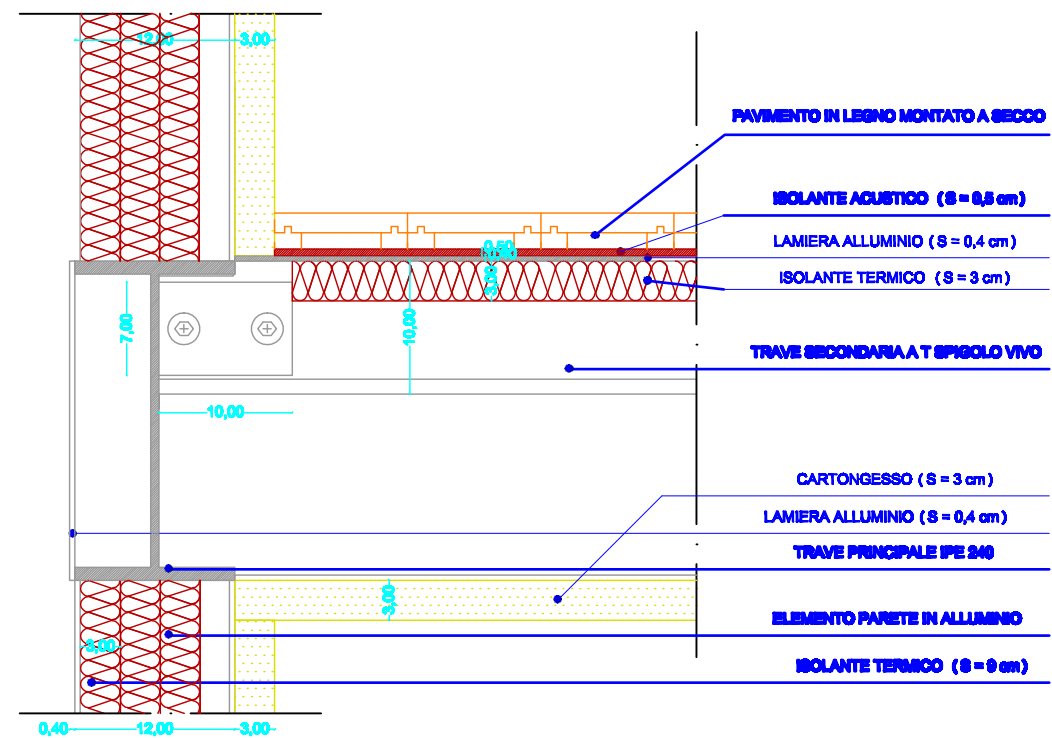 12,00
3,00
PAVIMENTO IN LEGNO MONTATO A SECCO
ISOLANTE ACUSTICO ( S = 0,5 cm)
LAMIERA ALLUMINIO ( S = 0,4 cm )
0,50
3,00
ISOLANTE TERMICO ( S = 3 cm )
7,00
10,00
TRAVE SECONDARIA A T SPIGOLO VIVO
10,00
CARTONGESSO ( S = 3 cm )
LAMIERA ALLUMINIO ( S = 0,4 cm )
TRAVE PRINCIPALE IPE 240
3,00
ELEMENTO PARETE IN ALLUMINIO
3,00
ISOLANTE TERMICO ( S = 9 cm )
0,40
12,00
3,00